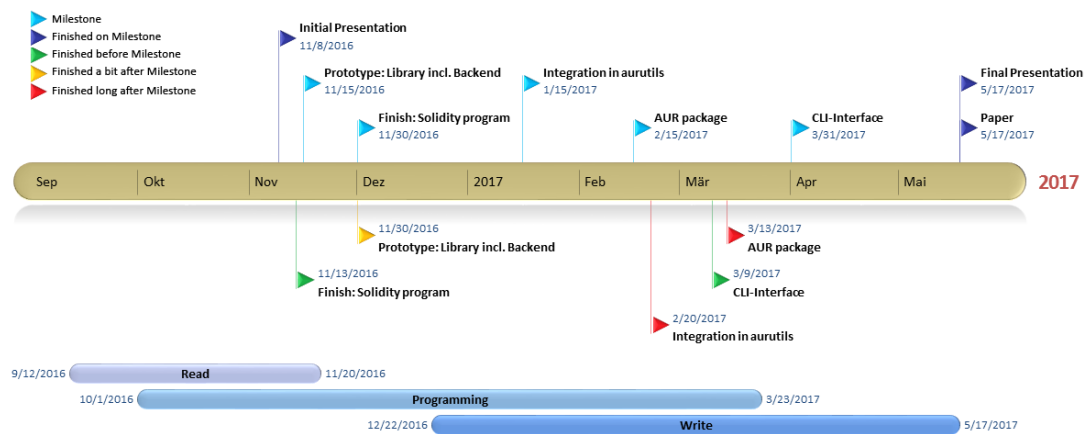 Milestone
Finished on Milestone
Finished before Milestone
Finished a bit after Milestone
Finished long after Milestone
Initial Presentation
11/8/2016
Prototype: Library incl. Backend
11/15/2016
Integration in aurutils
1/15/2017
Final Presentation
5/17/2017
Finish: Solidity program
11/30/2016
AUR package
2/15/2017
CLI-Interface
3/31/2017
Paper
5/17/2017
Sep Okt Nov Dez 2017 Feb Mär Apr Mai 2017
11/30/2016
Prototype: Library incl. Backend
3/13/2017
AUR package
11/13/2016
Finish: Solidity program
3/9/2017
CLI-Interface
2/20/2017
Integration in aurutils
9/12/2016 Read 11/20/2016
10/1/2016 Programming 3/23/2017
12/22/2016 Write 5/17/2017